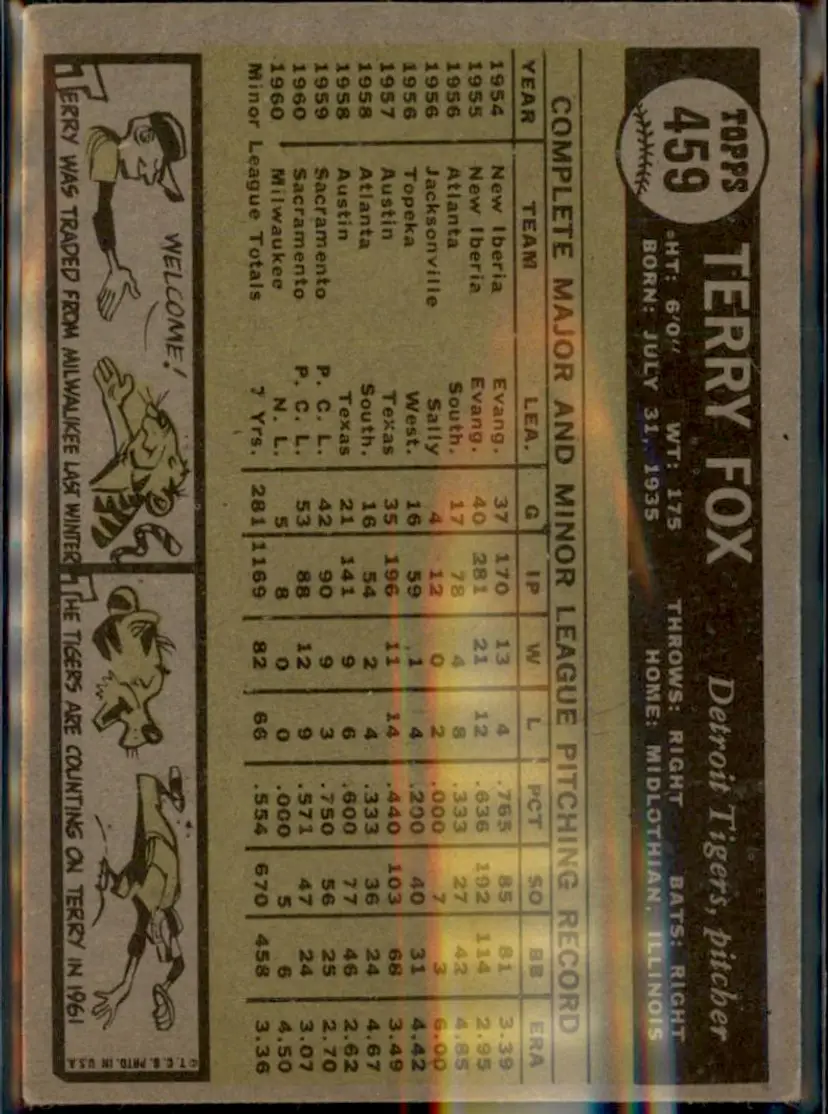 TOPPS
459
TERRY FOX Detroit Tigers, pitcher
HT: 6'0" WT: 175 THROWS: RIGHT BATS: RIGHT
BORN: JULY 31, 1935 HOME: MIDLOTHIAN, ILLINOIS
COMPLETE MAJOR AND MINOR LEAGUE PITCHING RECORD
YEAR TEAM LEA. G IP W L PCT SO BB ERA
1954 New Iberia Evang. 37 170 13 4 .765 85 81 3.39
1955 New Iberia Evang. 40 281 21 12 .636 192 114 2.95
1956 Atlanta South. 17 78 4 8 .333 27 42 4.85
1956 Jacksonville Sally 4 12 0 2 .000 7 3 6.00
1956 Topeka West. 16 59 1 4 .200 40 31 4.42
1957 Austin Texas 35 196 11 14 .440 103 68 3.49
1958 Atlanta South. 16 54 2 4 .333 36 24 4.67
1958 Austin Texas 21 141 9 6 .600 77 46 2.62
1959 Sacramento P. C. L. 42 90 9 3 .750 56 25 2.70
1960 Sacramento P. C. L. 53 88 12 9 .571 47 24 3.07
1960 Milwaukee N. L. 5 8 0 0 .000 5 6 4.50
Minor League Totals 7 Yrs. 281 1169 82 66 .554 670 458 3.36
WELCOME!
TERRY WAS TRADED FROM MILWAUKEE LAST WINTER
THE TIGERS ARE COUNTING ON TERRY IN 1961
© T. C. G. PRTD. IN U.S.A.